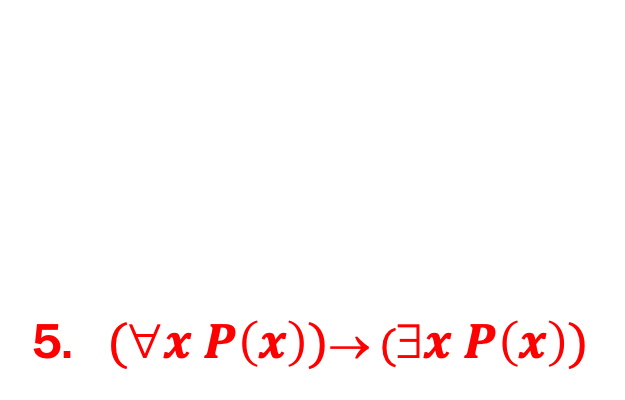 5. (∀x P(x))→(∃x P(x))